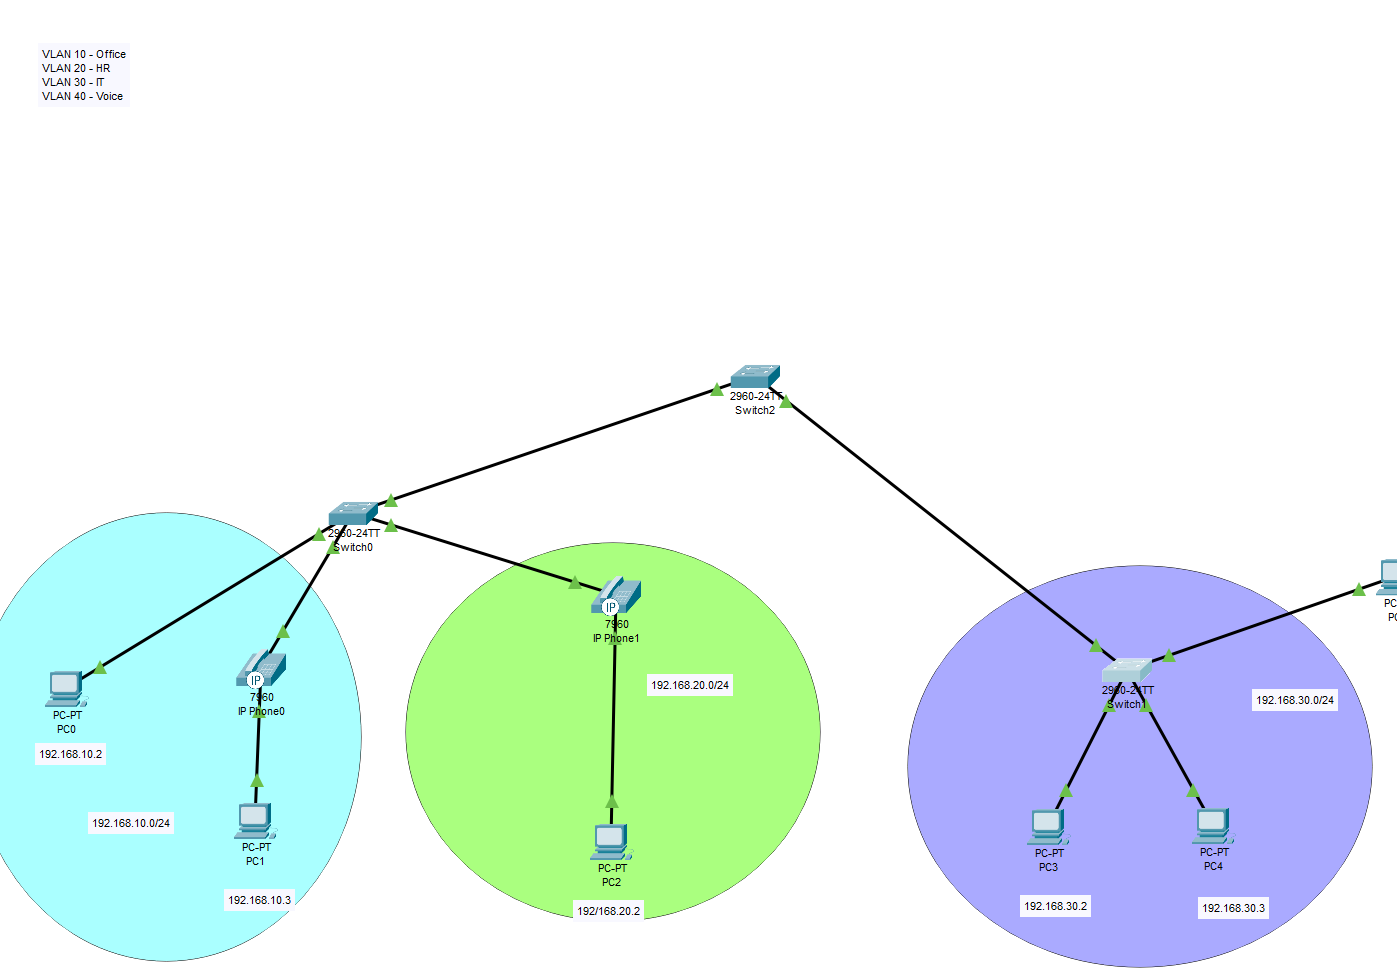 VLAN 10 - Office
VLAN 20 - HR
VLAN 30 - IT
VLAN 40 - Voice
2960-24TT
Switch2
2960-24TT
Switch0
PC-PT
PC0
192.168.10.2
IP
7960
IP Phone0
192.168.10.0/24
PC-PT
PC1
192.168.10.3
IP
7960
IP Phone1
192.168.20.0/24
PC-PT
PC2
192/168.20.2
2960-24TT
Switch1
192.168.30.0/24
PC-PT
PC3
192.168.30.2
PC-PT
PC4
192.168.30.3